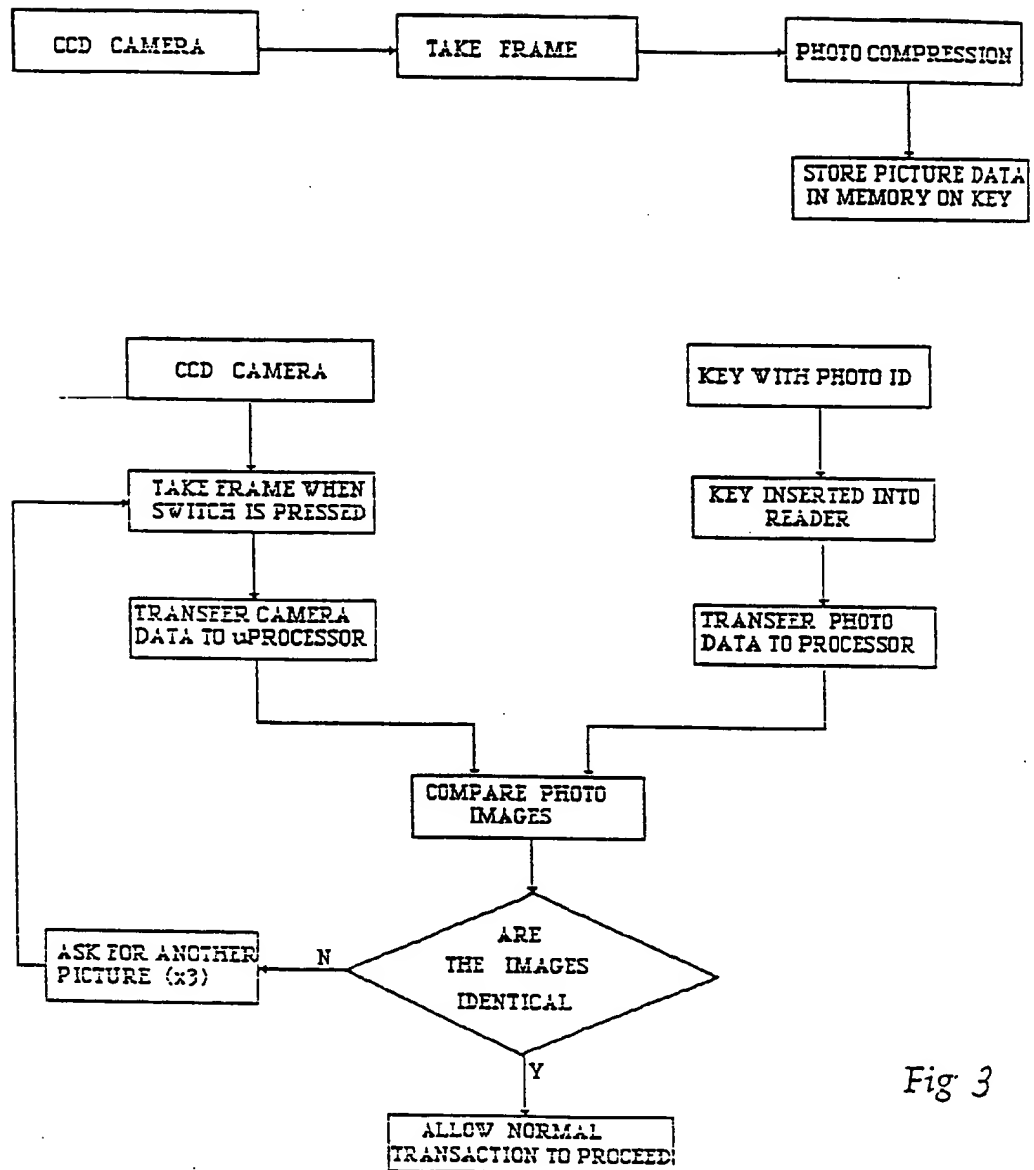 CCD CAMERA
TAKE FRAME
PHOTO COMPRESSION
STORE PICTURE DATA
IN MEMORY ON KEY
CCD CAMERA
KEY WITH PHOTO ID
TAKE FRAME WHEN
SWITCH IS PRESSED
KEY INSERTED INTO
READER
TRANSFER CAMERA
DATA TO uPROCESSOR
TRANSFER PHOTO
DATA TO PROCESSOR
COMPARE PHOTO
IMAGES
ARE
THE IMAGES
IDENTICAL
N
ASK FOR ANOTHER
PICTURE (x3)
Y
ALLOW NORMAL
TRANSACTION TO PROCEED
Fig 3